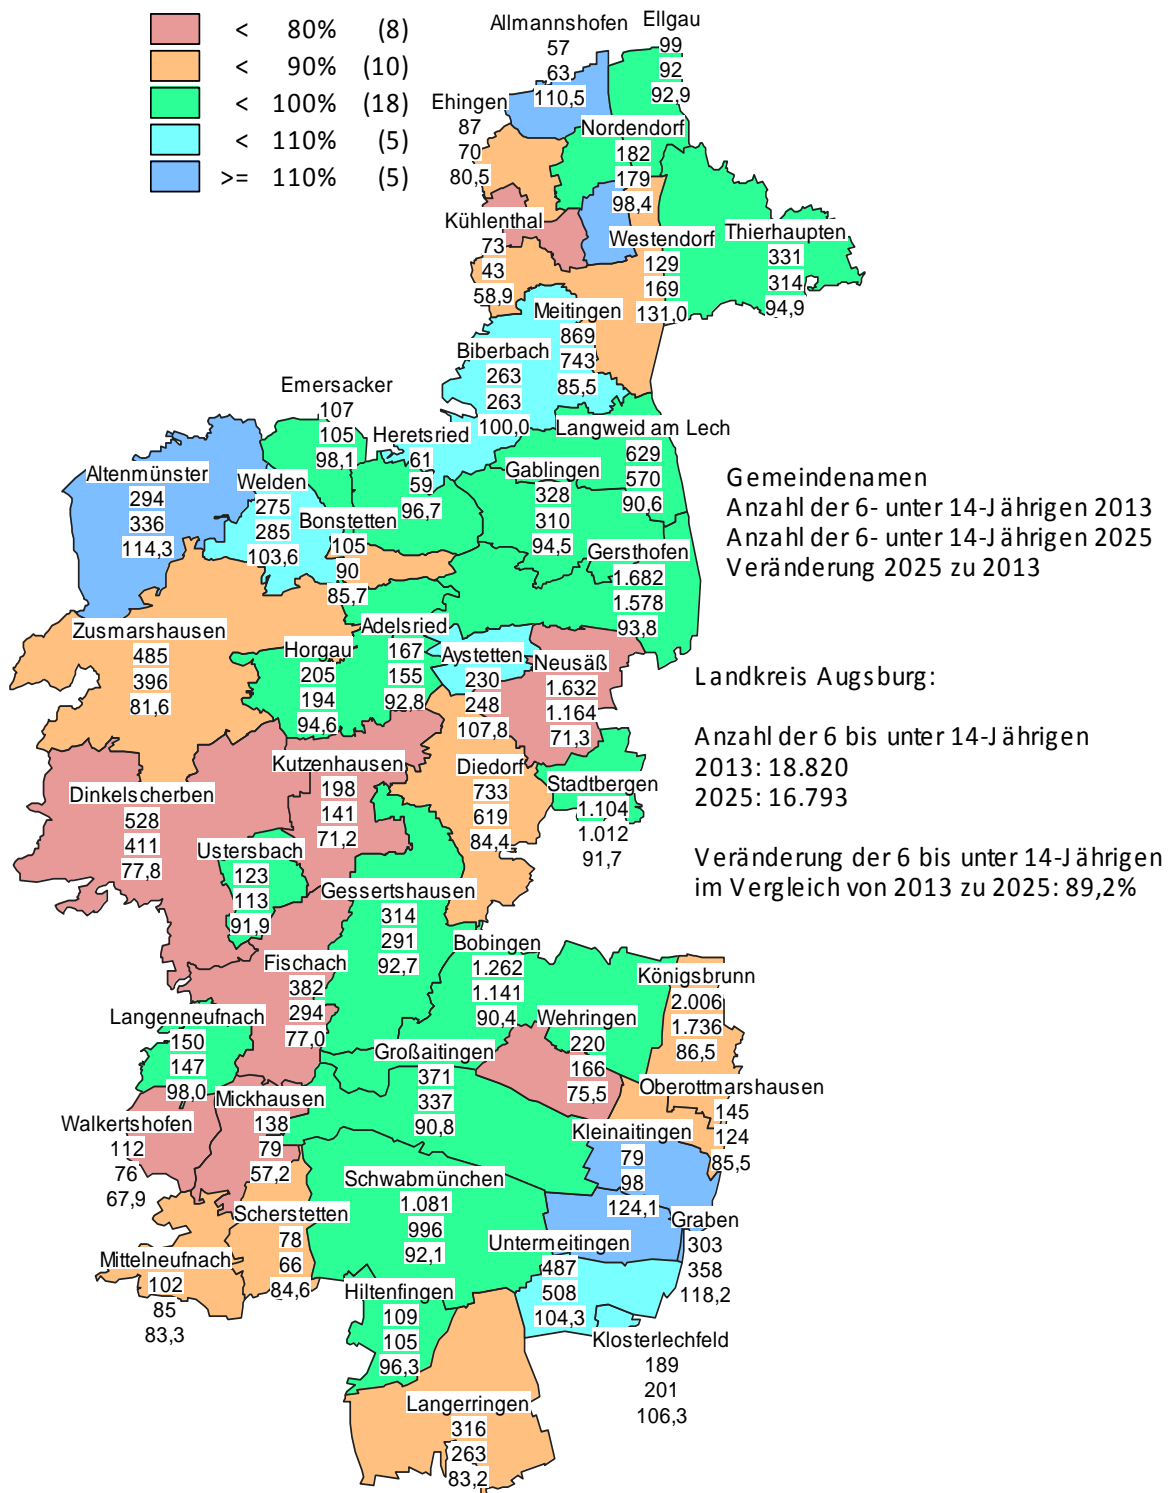 < 80% (8)
< 90% (10)
< 100% (18)
< 110% (5)
>= 110% (5)
Allmannshofen
57
63
110,5
Ellgau
99
92
92,9
Ehingen
87
70
80,5
Nordendorf
182
179
98,4
Kühlenthal
73
43
58,9
Westendorf
129
169
131,0
Thierhaupten
331
314
94,9
Meitingen
869
743
85,5
Biberbach
263
263
100,0
Emersacker
107
105
98,1
Heretsried
61
59
96,7
Langweid am Lech
629
570
90,6
Altenmünster
294
336
114,3
Welden
275
285
103,6
Gablingen
328
310
94,5
Bonstetten
105
90
85,7
Gersthofen
1.682
1.578
93,8
Gemeindenamen
Anzahl der 6- unter 14-Jährigen 2013
Anzahl der 6- unter 14-Jährigen 2025
Veränderung 2025 zu 2013
Zusmarshausen
485
396
81,6
Horgau
205
194
94,6
Adelsried
167
155
92,8
Aystetten
230
248
107,8
Neusäß
1.632
1.164
71,3
Landkreis Augsburg:
Anzahl der 6 bis unter 14-Jährigen
2013: 18.820
2025: 16.793
Veränderung der 6 bis unter 14-Jährigen
im Vergleich von 2013 zu 2025: 89,2%
Dinkelscherben
528
411
77,8
Kutzenhausen
198
141
71,2
Diedorf
733
619
84,4
Stadtbergen
1.104
1.012
91,7
Ustersbach
123
113
91,9
Gessertshausen
314
291
92,7
Fischach
382
294
77,0
Bobingen
1.262
1.141
90,4
Königsbrunn
2.006
1.736
86,5
Langenneufnach
150
147
98,0
Wehringen
220
166
75,5
Großaitingen
371
337
90,8
Oberottmarshausen
145
124
85,5
Walkertshofen
112
76
67,9
Mickhausen
138
79
57,2
Kleinaitingen
79
98
124,1
Schwabmünchen
1.081
996
92,1
Scherstetten
78
66
84,6
Graben
303
358
118,2
Mittelneufnach
102
85
83,3
Untermeitingen
487
508
104,3
Hiltenfingen
109
105
96,3
Klosterlechfeld
189
201
106,3
Langerringen
316
263
83,2